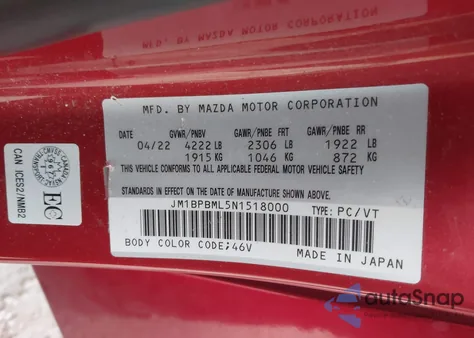 MFD. BY MAZDA MOTOR CORPORATION
04/22 GVWR/PNBV GAWR/PNBE FRT GAWR/PNBE RR
4222 LB 2306 LB 1922 LB
1915 KG 1046 KG 872 KG
THIS VEHICLE CONFORMS TO ALL APPLICABLE FEDERAL MOTOR VEHICLE SAFETY
STANDARDS IN EFFECT ON THE DATE OF MANUFACTURE SHOWN ABOVE.
JM1BPBML5N1518000 TYPE: PC/VT
BODY COLOR CODE;46V
MADE IN JAPAN
CAN ICES2/NMB2
EC
autoSnap